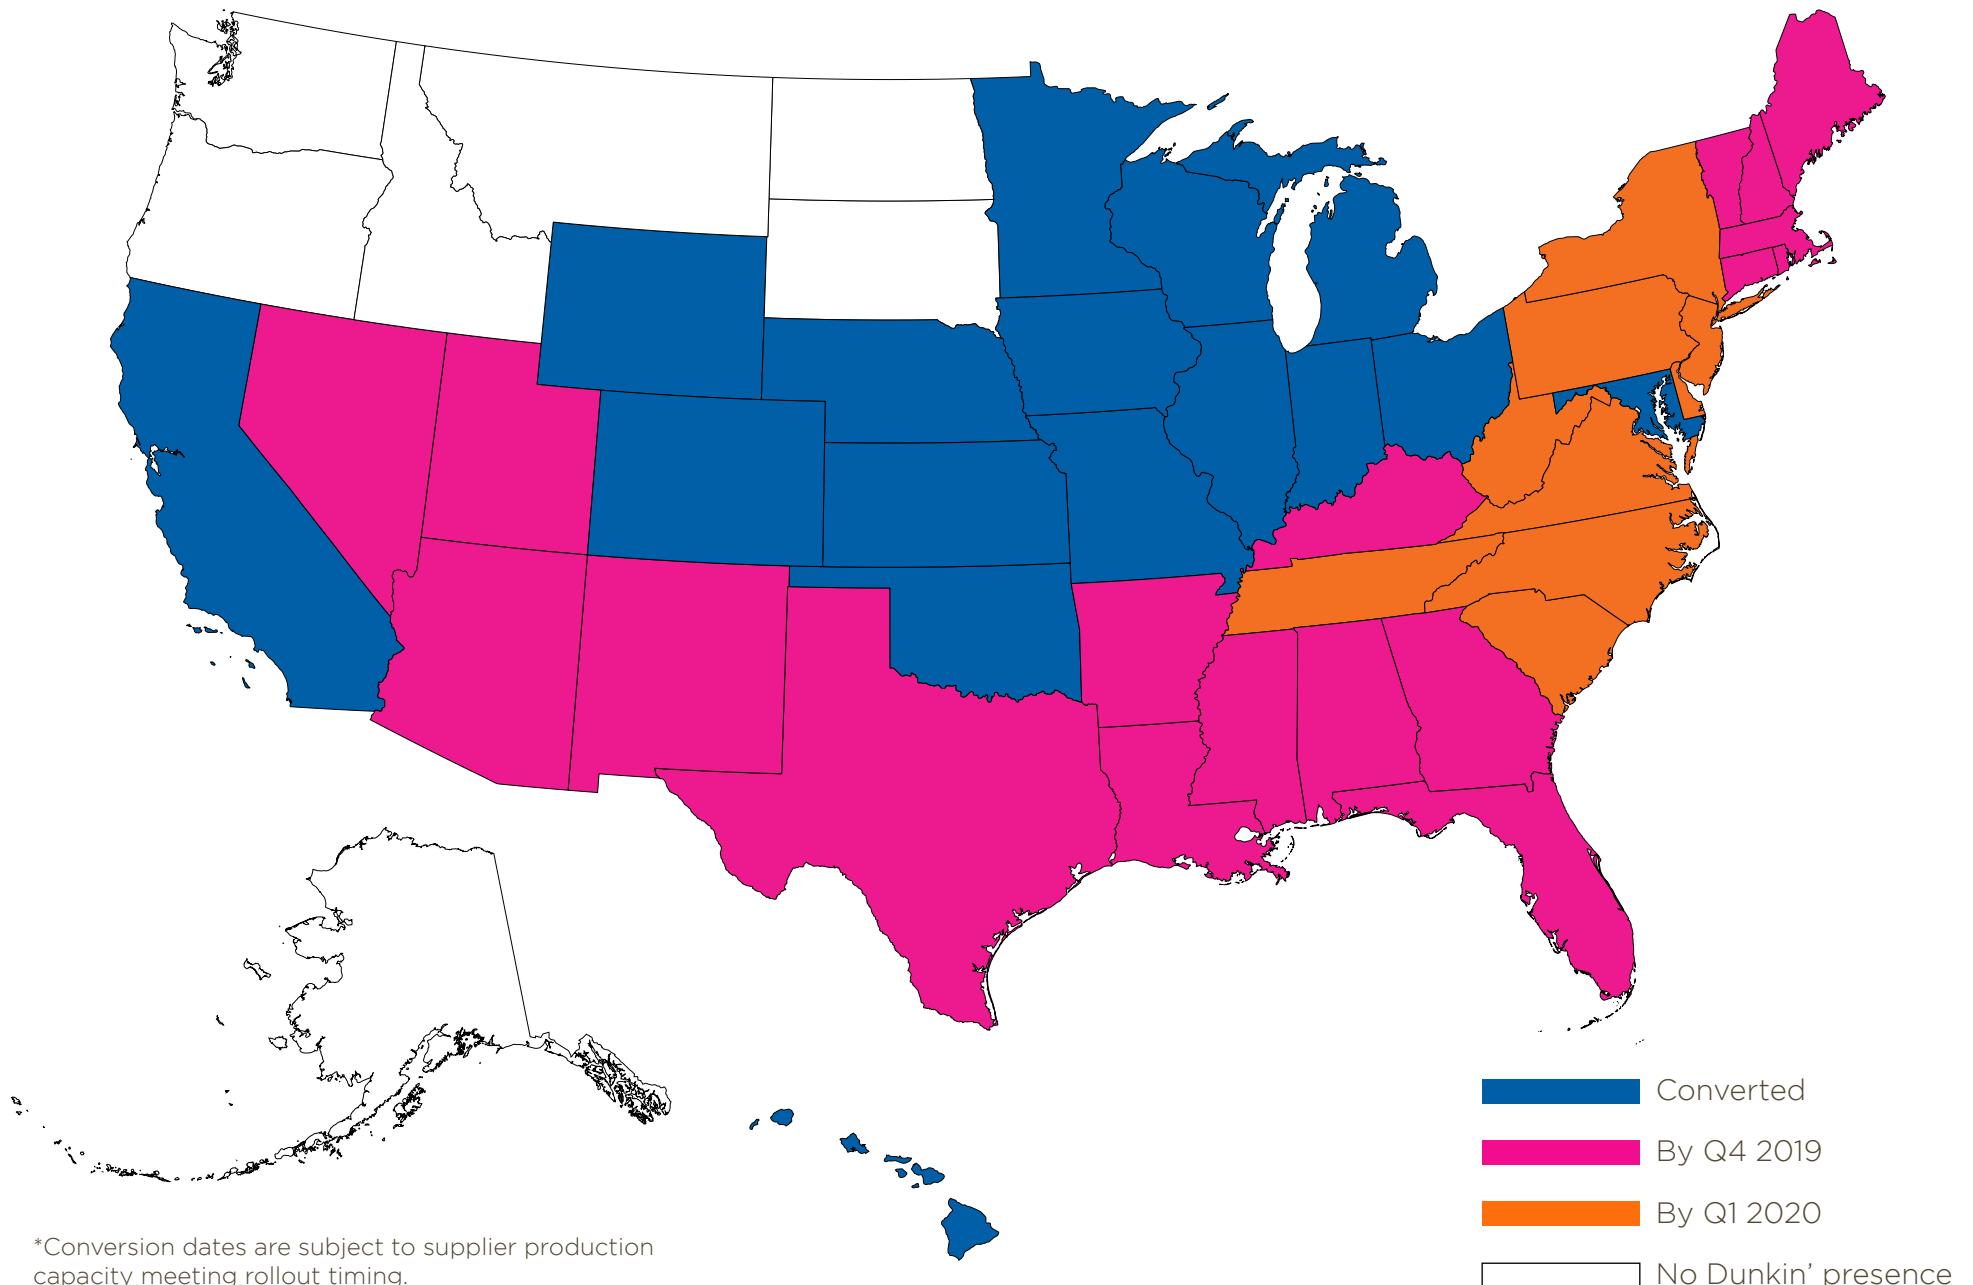 Converted
By Q4 2019
By Q1 2020
No Dunkin’ presence
*Conversion dates are subject to supplier production
capacity meeting rollout timing.